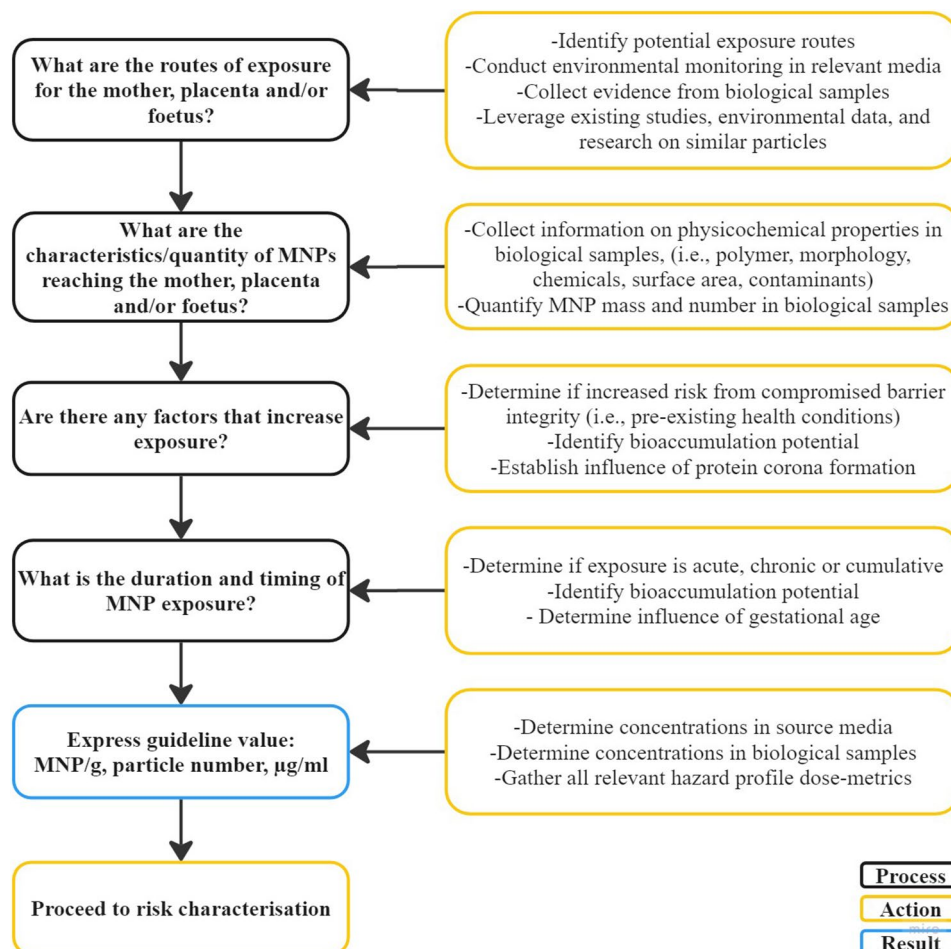 What are the routes of exposure
for the mother, placenta and/or
foetus?
-Identify potential exposure routes
-Conduct environmental monitoring in relevant media
-Collect evidence from biological samples
-Leverage existing studies, environmental data, and
research on similar particles
What are the
characteristics/quantity of MNPs
reaching the mother, placenta
and/or foetus?
-Collect information on physicochemical properties in
biological samples, (i.e., polymer, morphology,
chemicals, surface area, contaminants)
-Quantify MNP mass and number in biological samples
Are there any factors that increase
exposure?
-Determine if increased risk from compromised barrier
integrity (i.e., pre-existing health conditions)
-Identify bioaccumulation potential
-Establish influence of protein corona formation
What is the duration and timing of
MNP exposure?
-Determine if exposure is acute, chronic or cumulative
-Identify bioaccumulation potential
- Determine influence of gestational age
Express guideline value:
MNP/g, particle number, µg/ml
-Determine concentrations in source media
-Determine concentrations in biological samples
-Gather all relevant hazard profile dose-metrics
Proceed to risk characterisation
Process
Action
miro
Result